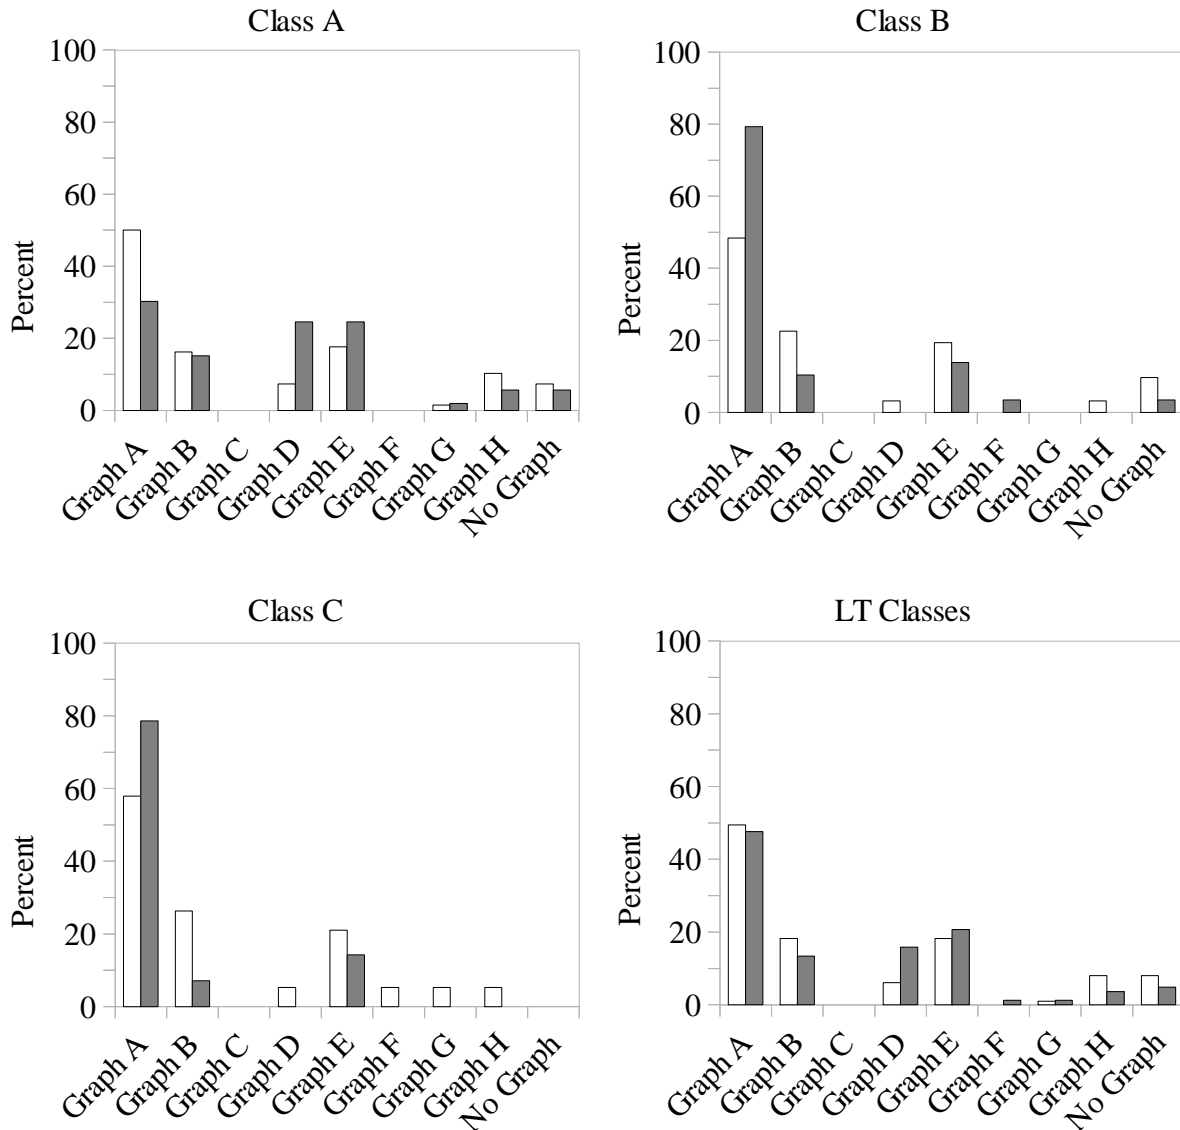 Class A
100
80
60
40
20
0
Percent
Graph A
Graph B
Graph C
Graph D
Graph E
Graph F
Graph G
Graph H
No Graph
Class B
100
80
60
40
20
0
Percent
Graph A
Graph B
Graph C
Graph D
Graph E
Graph F
Graph G
Graph H
No Graph
Class C
100
80
60
40
20
0
Percent
Graph A
Graph B
Graph C
Graph D
Graph E
Graph F
Graph G
Graph H
No Graph
LT Classes
100
80
60
40
20
0
Percent
Graph A
Graph B
Graph C
Graph D
Graph E
Graph F
Graph G
Graph H
No Graph